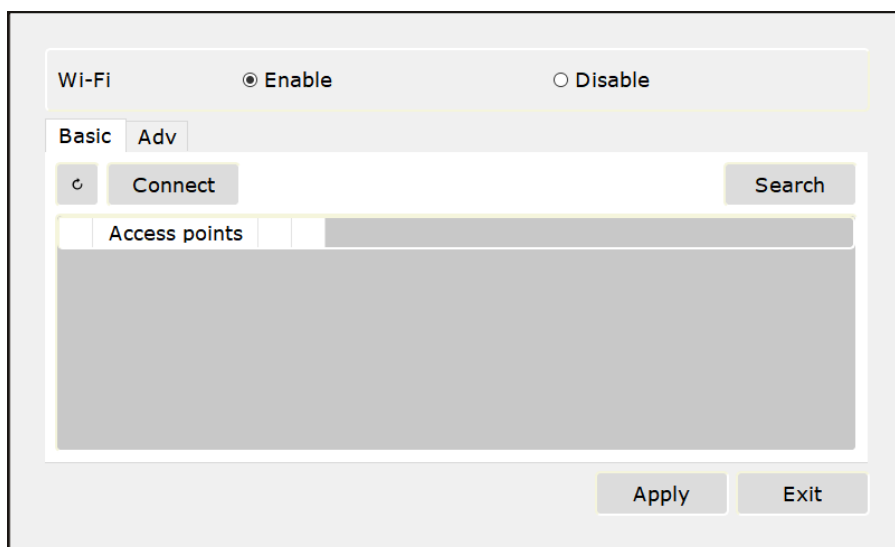 Wi-Fi Enable Disable
Basic Adv
Connect Search
Access points
Apply Exit